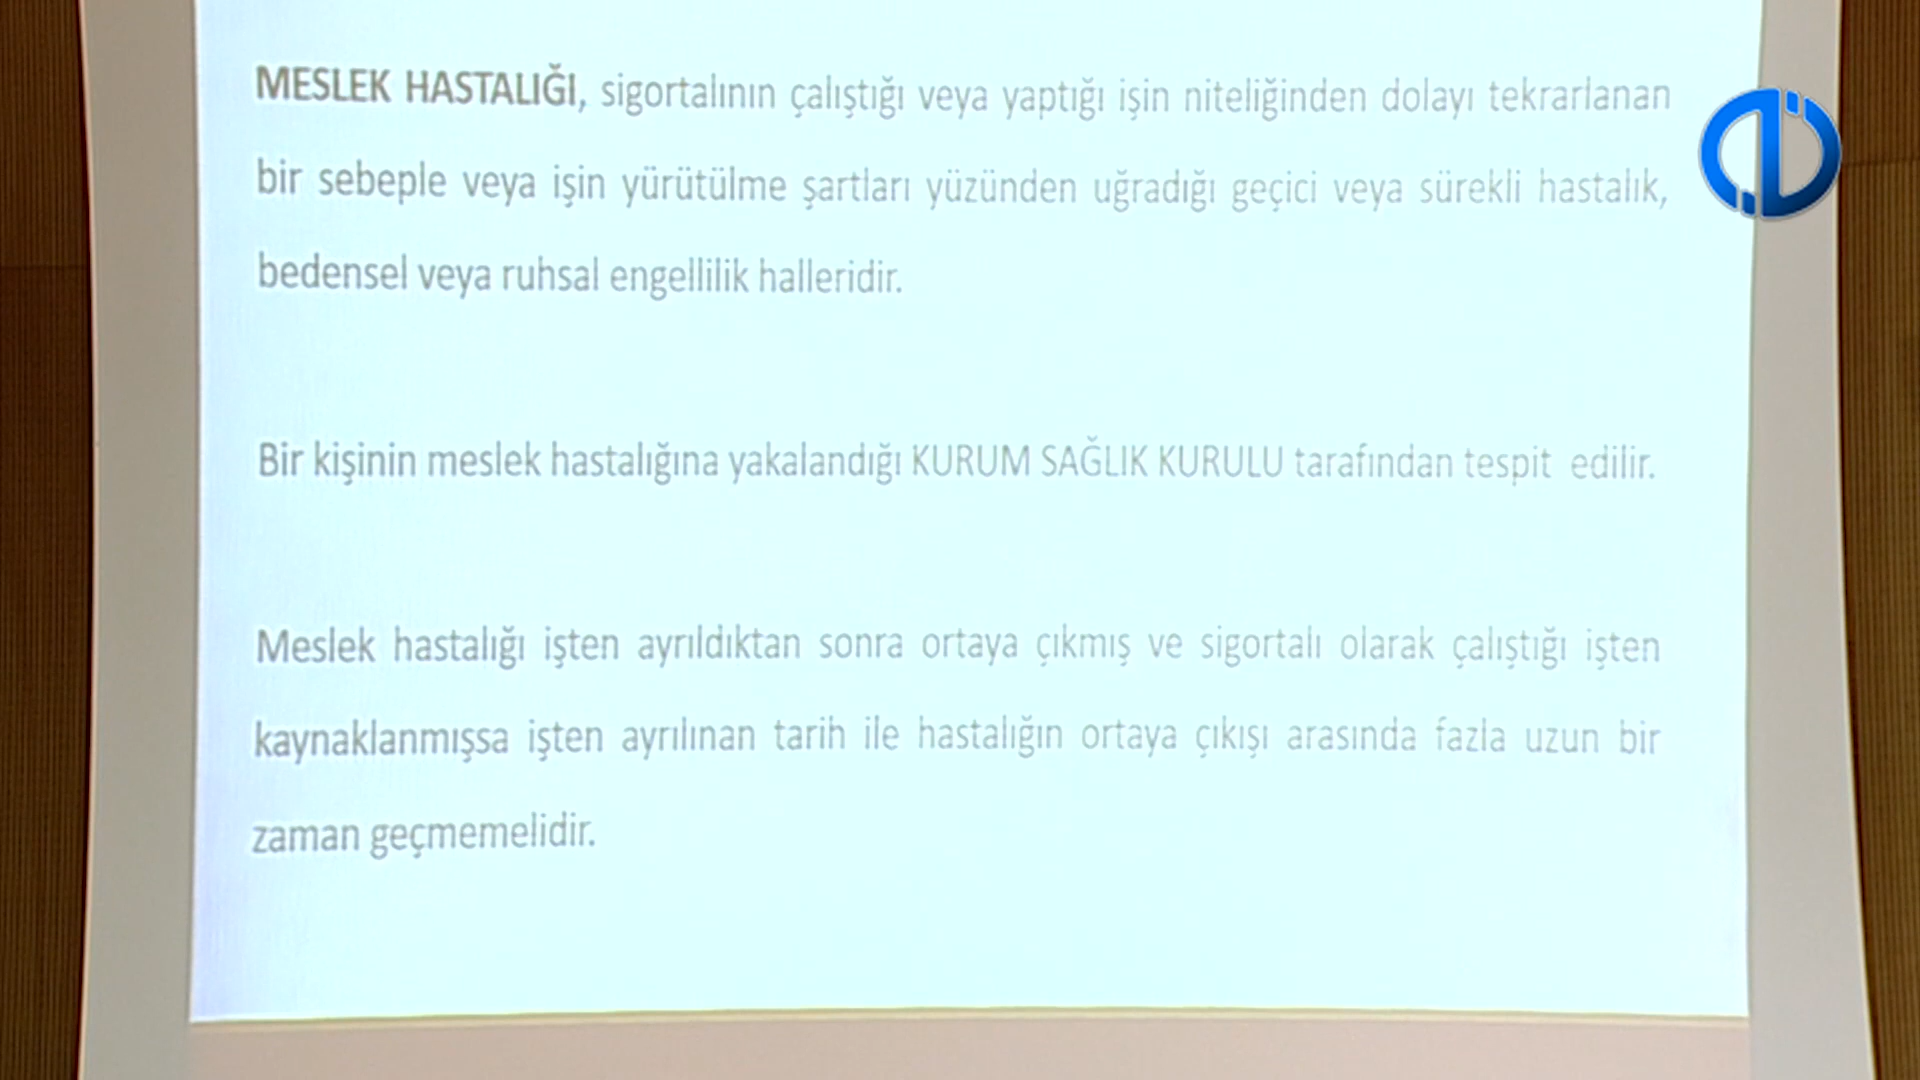 MESLEK HASTALIĞI, sigortalının çalıştığı veya yaptığı işin niteliğinden dolayı tekrarlanan
bir sebeple veya işin yürütülme şartları yüzünden uğradığı geçici veya sürekli hastalık,
bedensel veya ruhsal engellilik halleridir.
Bir kişinin meslek hastalığına yakalandığı KURUM SAĞLIK KURULU tarafından tespit edilir.
Meslek hastalığı işten ayrıldıktan sonra ortaya çıkmış ve sigortalı olarak çalıştığı işten
kaynaklanmışsa işten ayrılınan tarih ile hastalığın ortaya çıkışı arasında fazla uzun bir
zaman geçmemelidir.